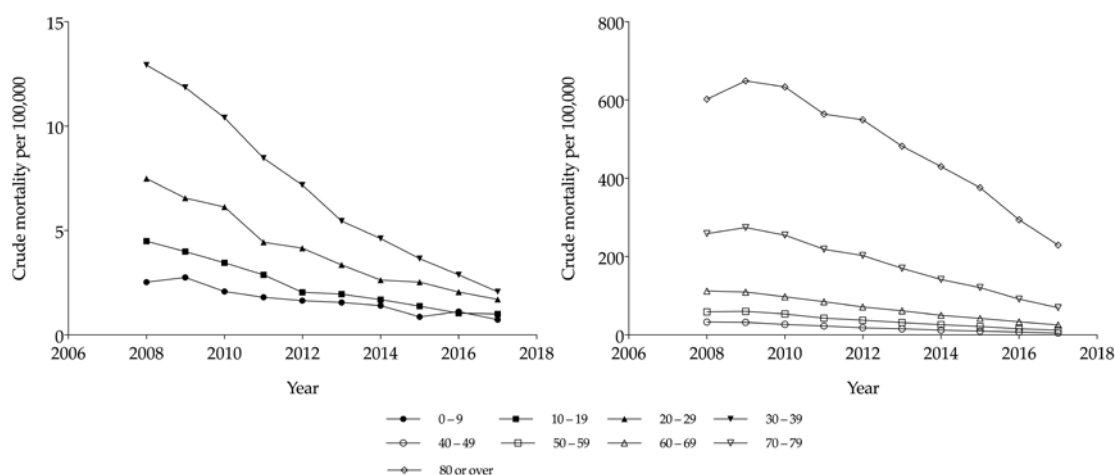 Crude mortality per 100,000
15
10
5
0
2006 2008 2010 2012 2014 2016 2018
Year
Crude mortality per 100,000
800
600
400
200
0
2006 2008 2010 2012 2014 2016 2018
Year
0 – 9 10 – 19 20 – 29 30 – 39
40 – 49 50 – 59 60 – 69 70 – 79
80 or over